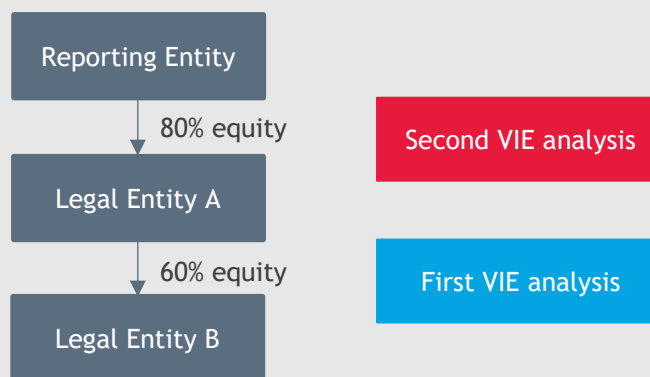 Reporting Entity
80% equity
Second VIE analysis
Legal Entity A
60% equity
First VIE analysis
Legal Entity B